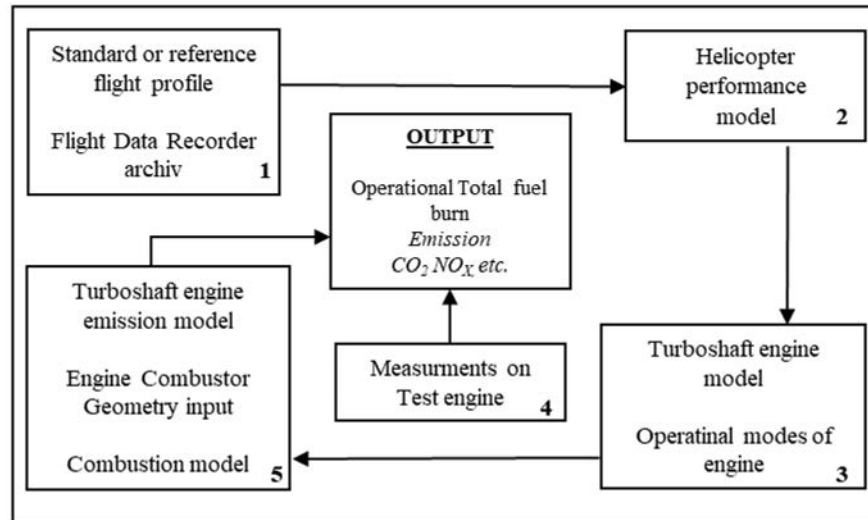 Standard or reference
flight profile
Flight Data Recorder
archiv
1
Helicopter
performance
model
2
OUTPUT
Operational Total fuel
burn
Emission
CO2 NOX, etc.
Turboshaft engine
emission model
Engine Combustor
Geometry input
Combustion model
5
Measurments on
Test engine
4
Turboshaft engine
model
Operatinal modes of
engine
3